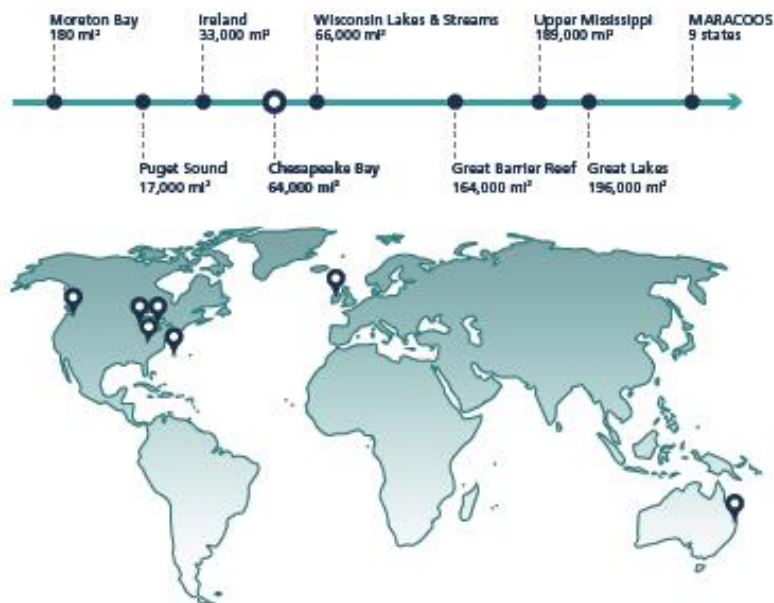 Moreton Bay
180 mi²
Ireland
33,000 mi²
Wisconsin Lakes & Streams
66,000 mi²
Upper Mississippi
189,000 mi²
MARACOOS
9 states
Puget Sound
17,000 mi²
Chesapeake Bay
64,000 mi²
Great Barrier Reef
164,000 mi²
Great Lakes
196,000 mi²